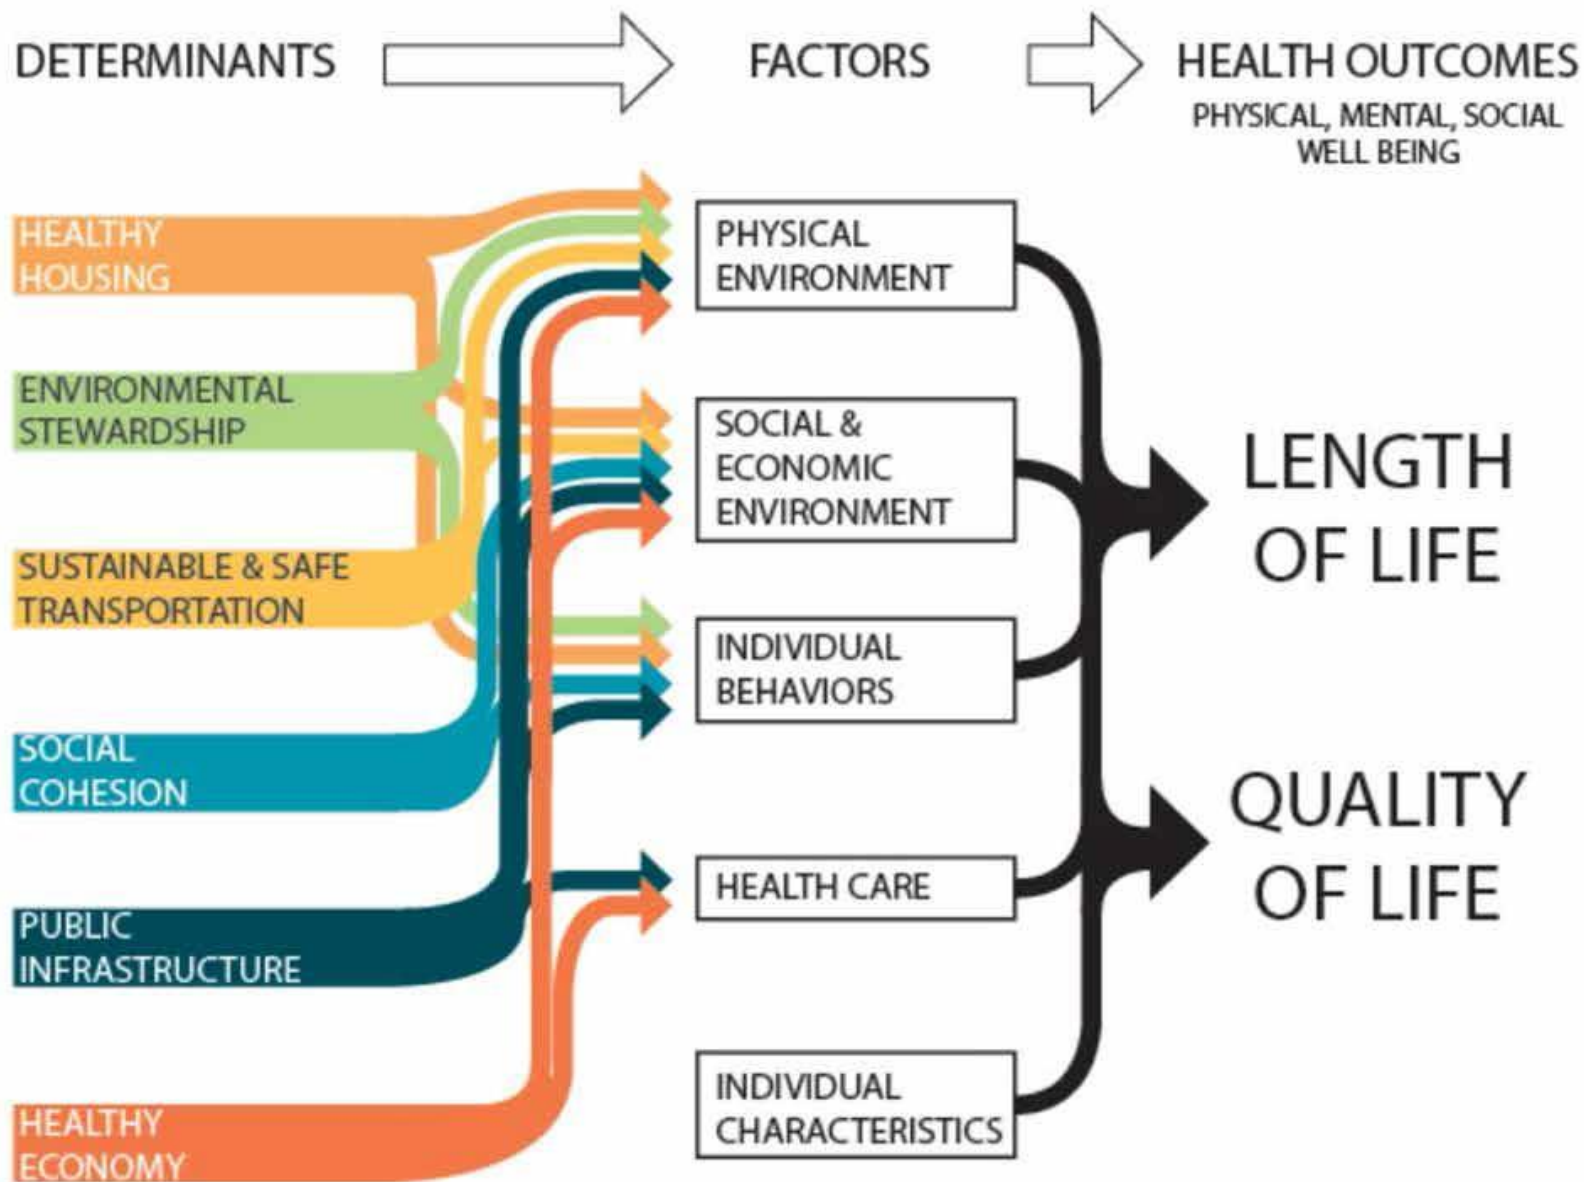 DETERMINANTS
FACTORS
HEALTH OUTCOMES
PHYSICAL, MENTAL, SOCIAL
WELL BEING
HEALTHY
HOUSING
ENVIRONMENTAL
STEWARDSHIP
SUSTAINABLE & SAFE
TRANSPORTATION
SOCIAL
COHESION
PUBLIC
INFRASTRUCTURE
HEALTHY
ECONOMY
PHYSICAL
ENVIRONMENT
SOCIAL &
ECONOMIC
ENVIRONMENT
INDIVIDUAL
BEHAVIORS
HEALTH CARE
INDIVIDUAL
CHARACTERISTICS
LENGTH
OF LIFE
QUALITY
OF LIFE